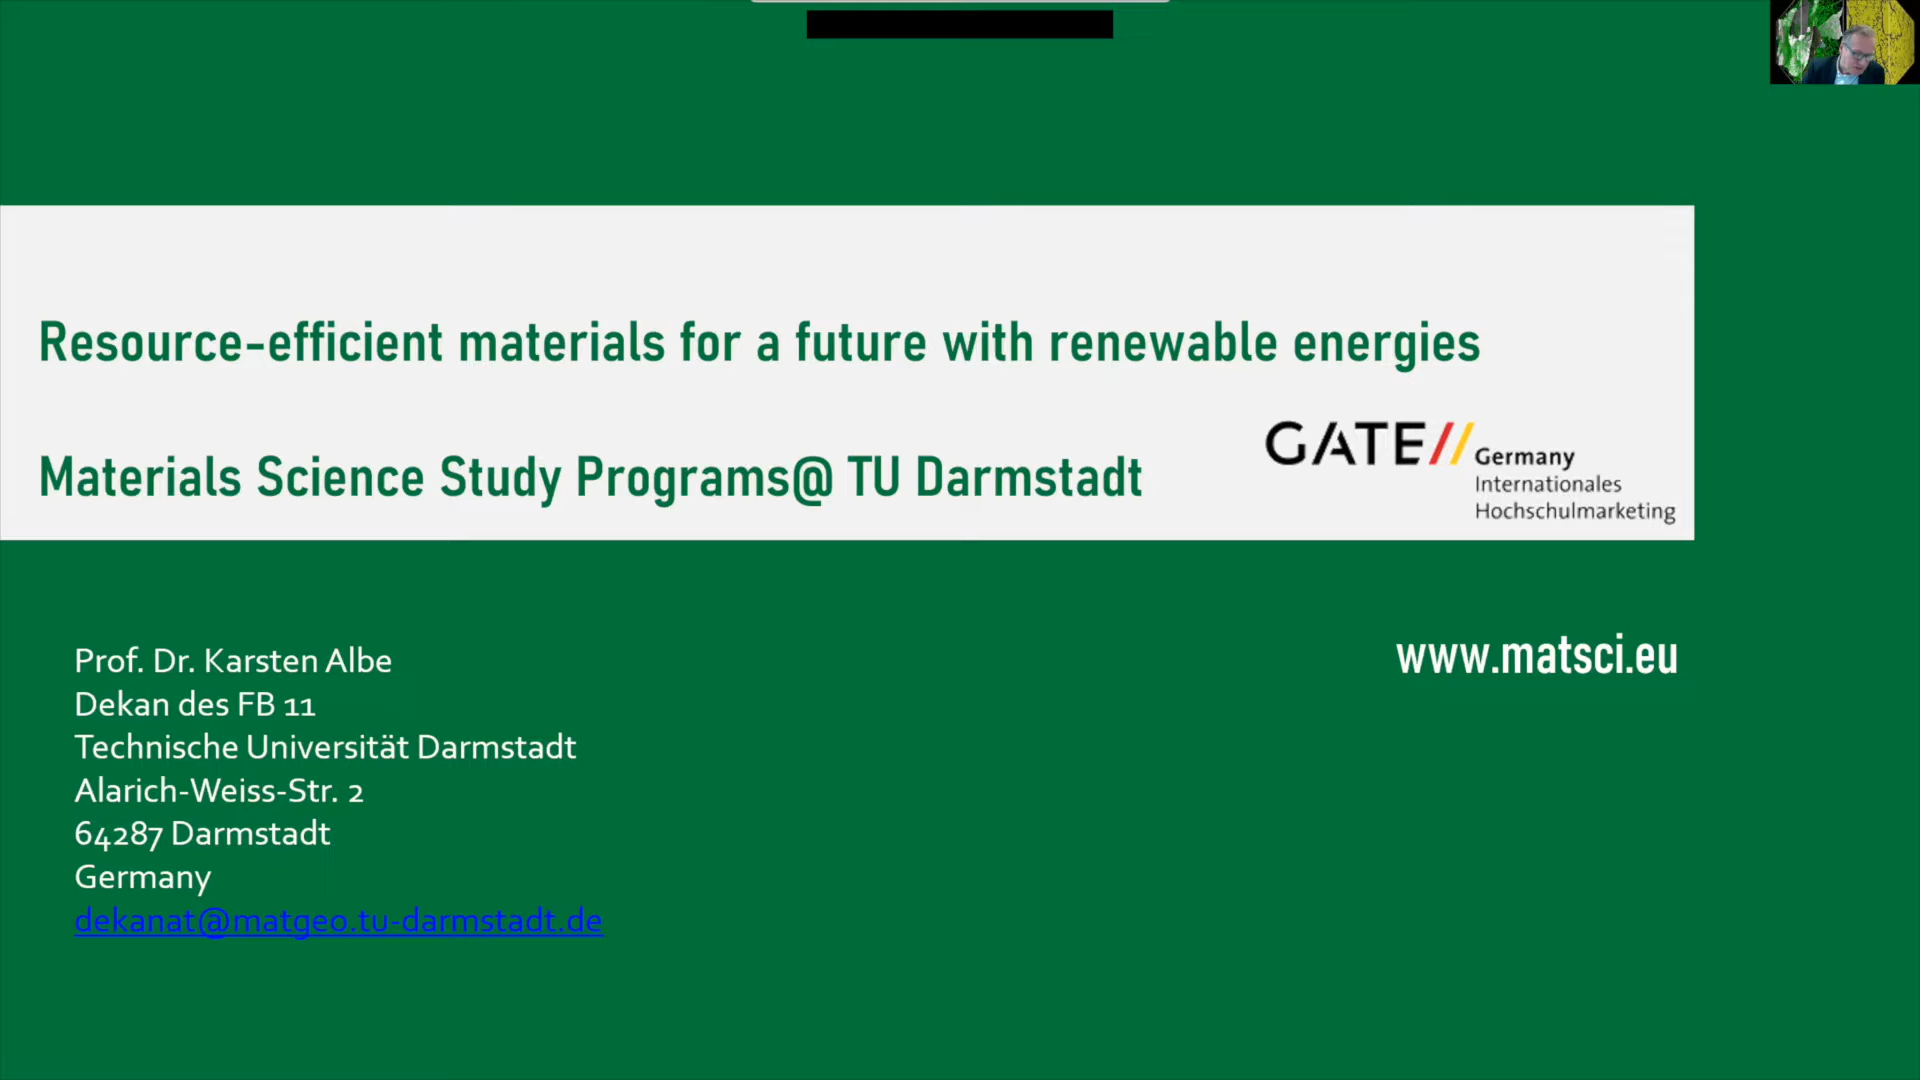 Resource-efficient materials for a future with renewable energies
Materials Science Study Programs@ TU Darmstadt
GATE//Germany
Internationales
Hochschulmarketing
www.matsci.eu
Prof. Dr. Karsten Albe
Dekan des FB 11
Technische Universität Darmstadt
Alarich-Weiss-Str. 2
64287 Darmstadt
Germany
dekanat@matgeo.tu-darmstadt.de